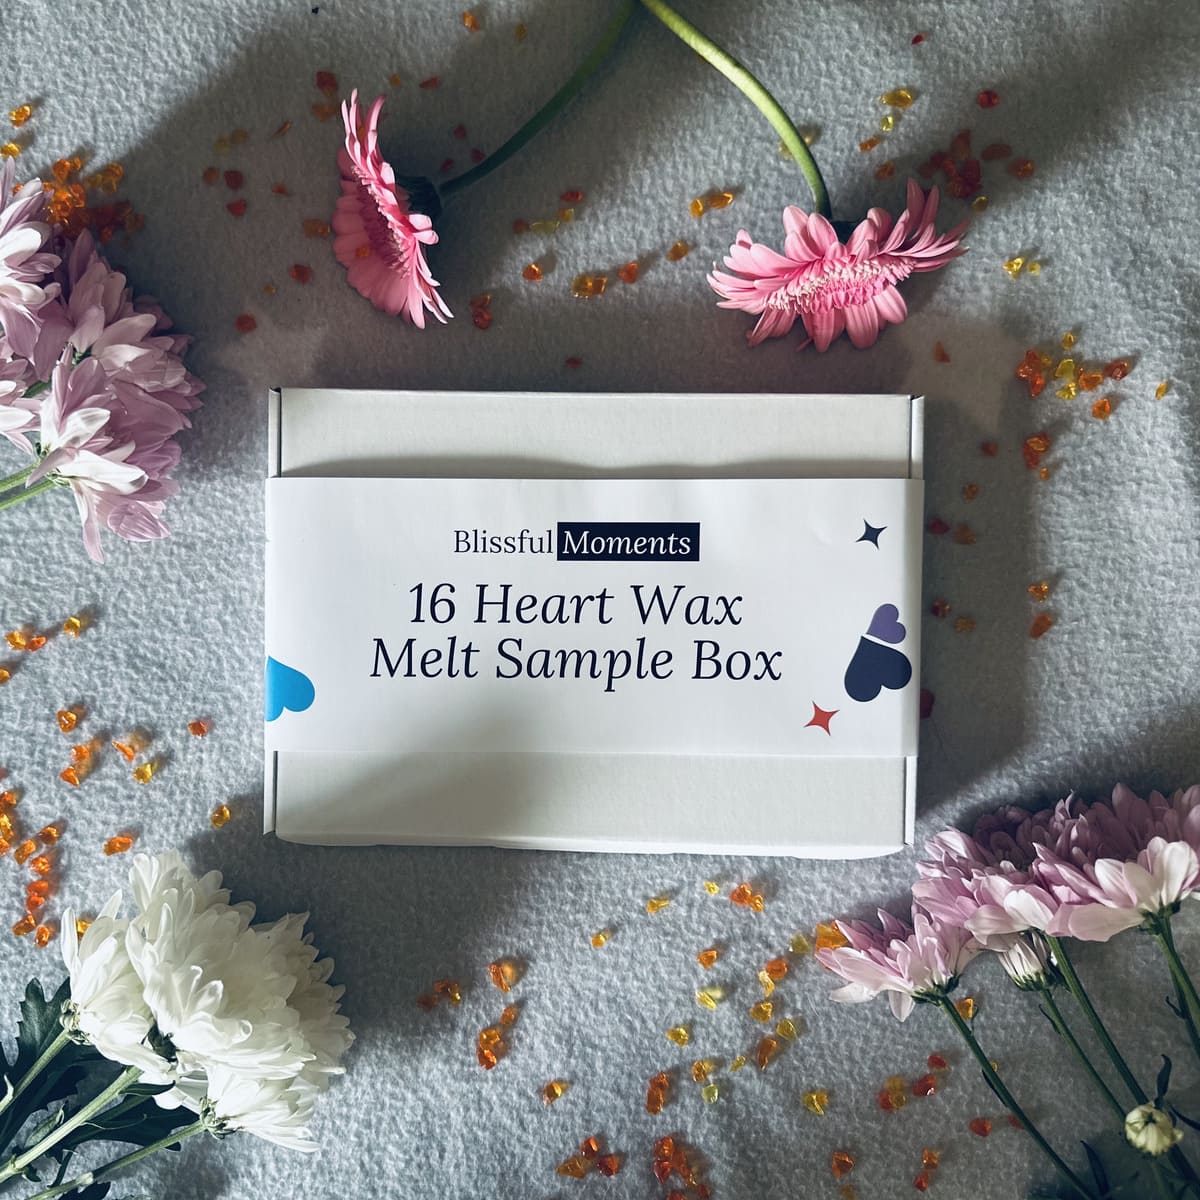 Blissful Moments
16 Heart Wax
Melt Sample Box